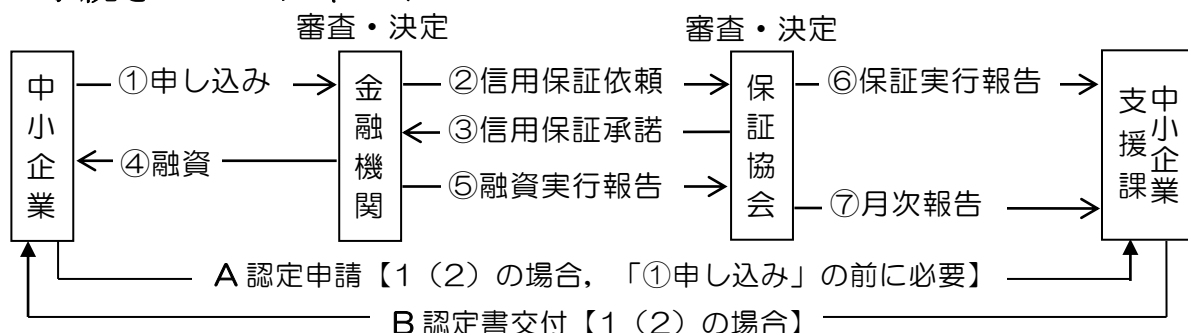 審査・決定
審査・決定
中小企業
①申し込み
金融機関
②信用保証依頼
保証協会
⑥保証実行報告
中小企業
支援課
③信用保証承諾
④融資
⑤融資実行報告
⑦月次報告
A 認定申請【1（2）の場合，「①申し込み」の前に必要】
B 認定書交付【1（2）の場合】